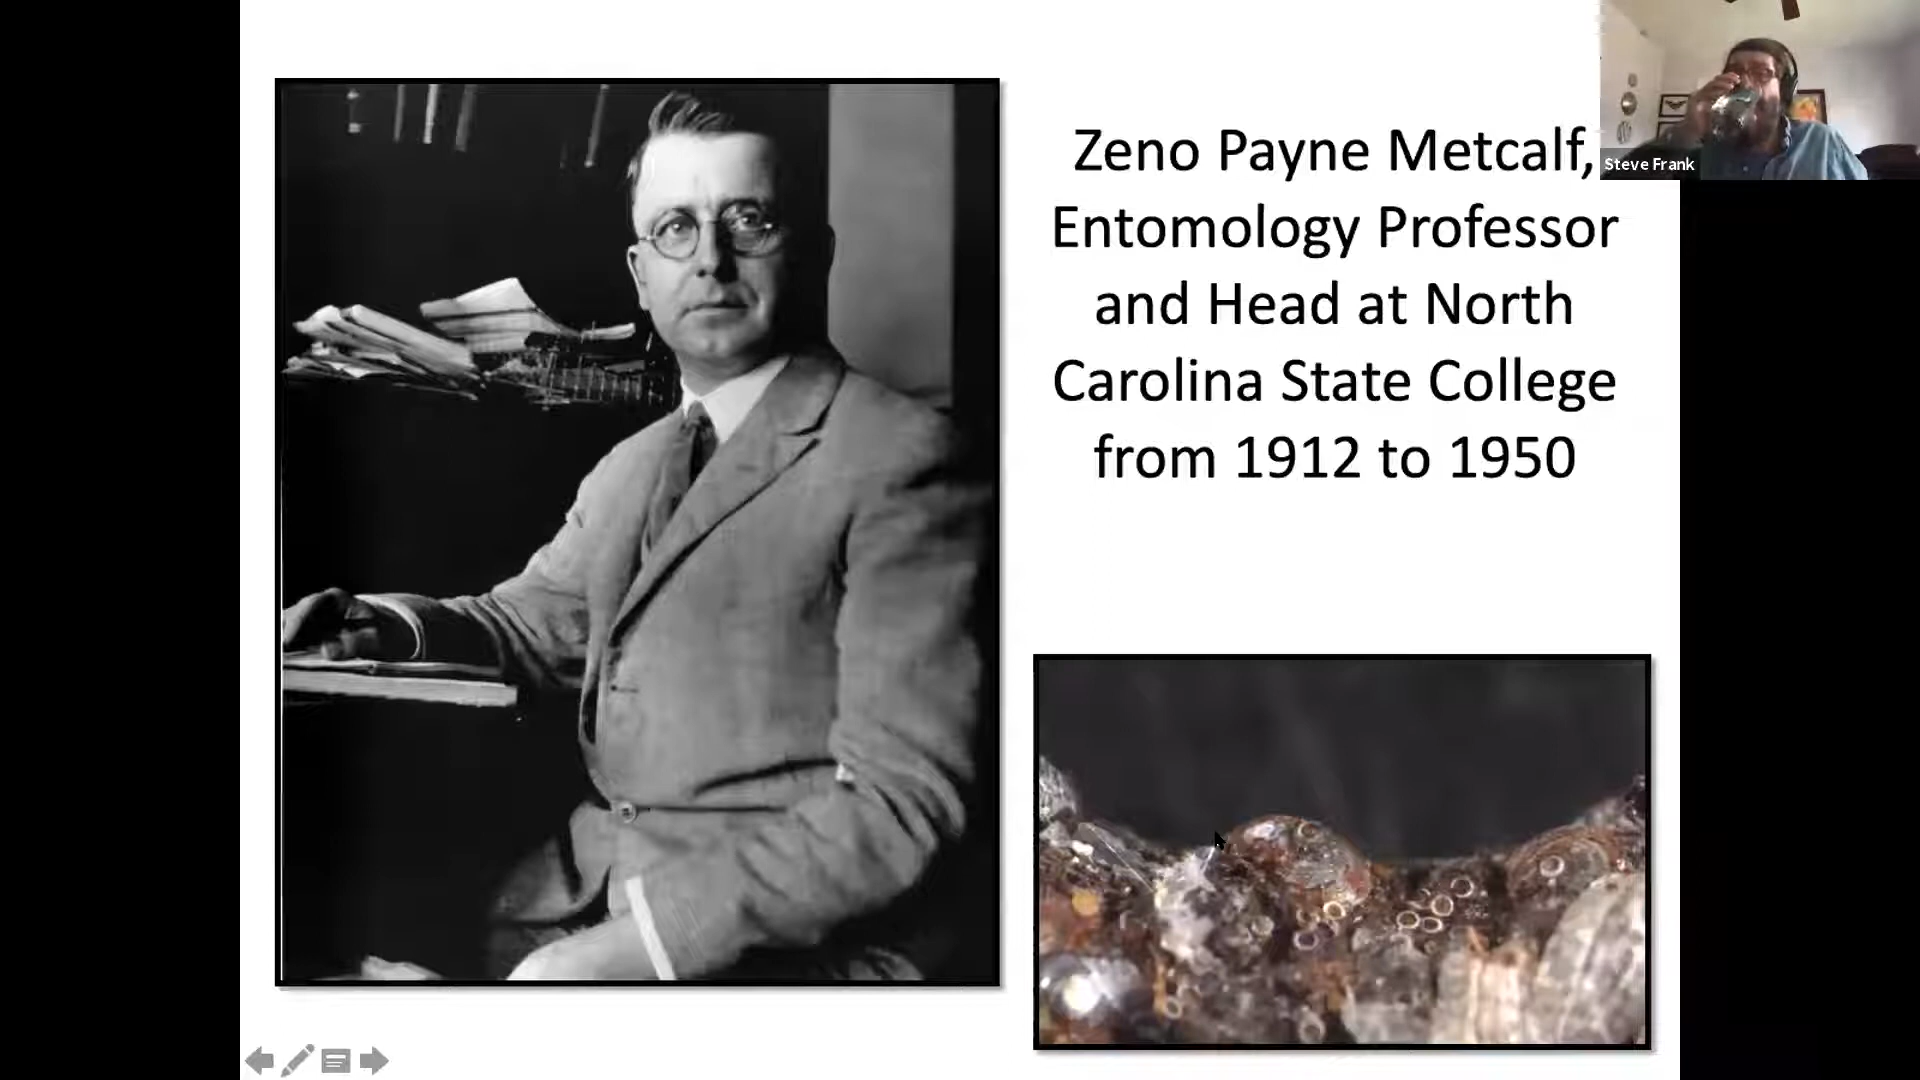 Zeno Payne Metcalf,
Entomology Professor
and Head at North
Carolina State College
from 1912 to 1950
Steve Frank